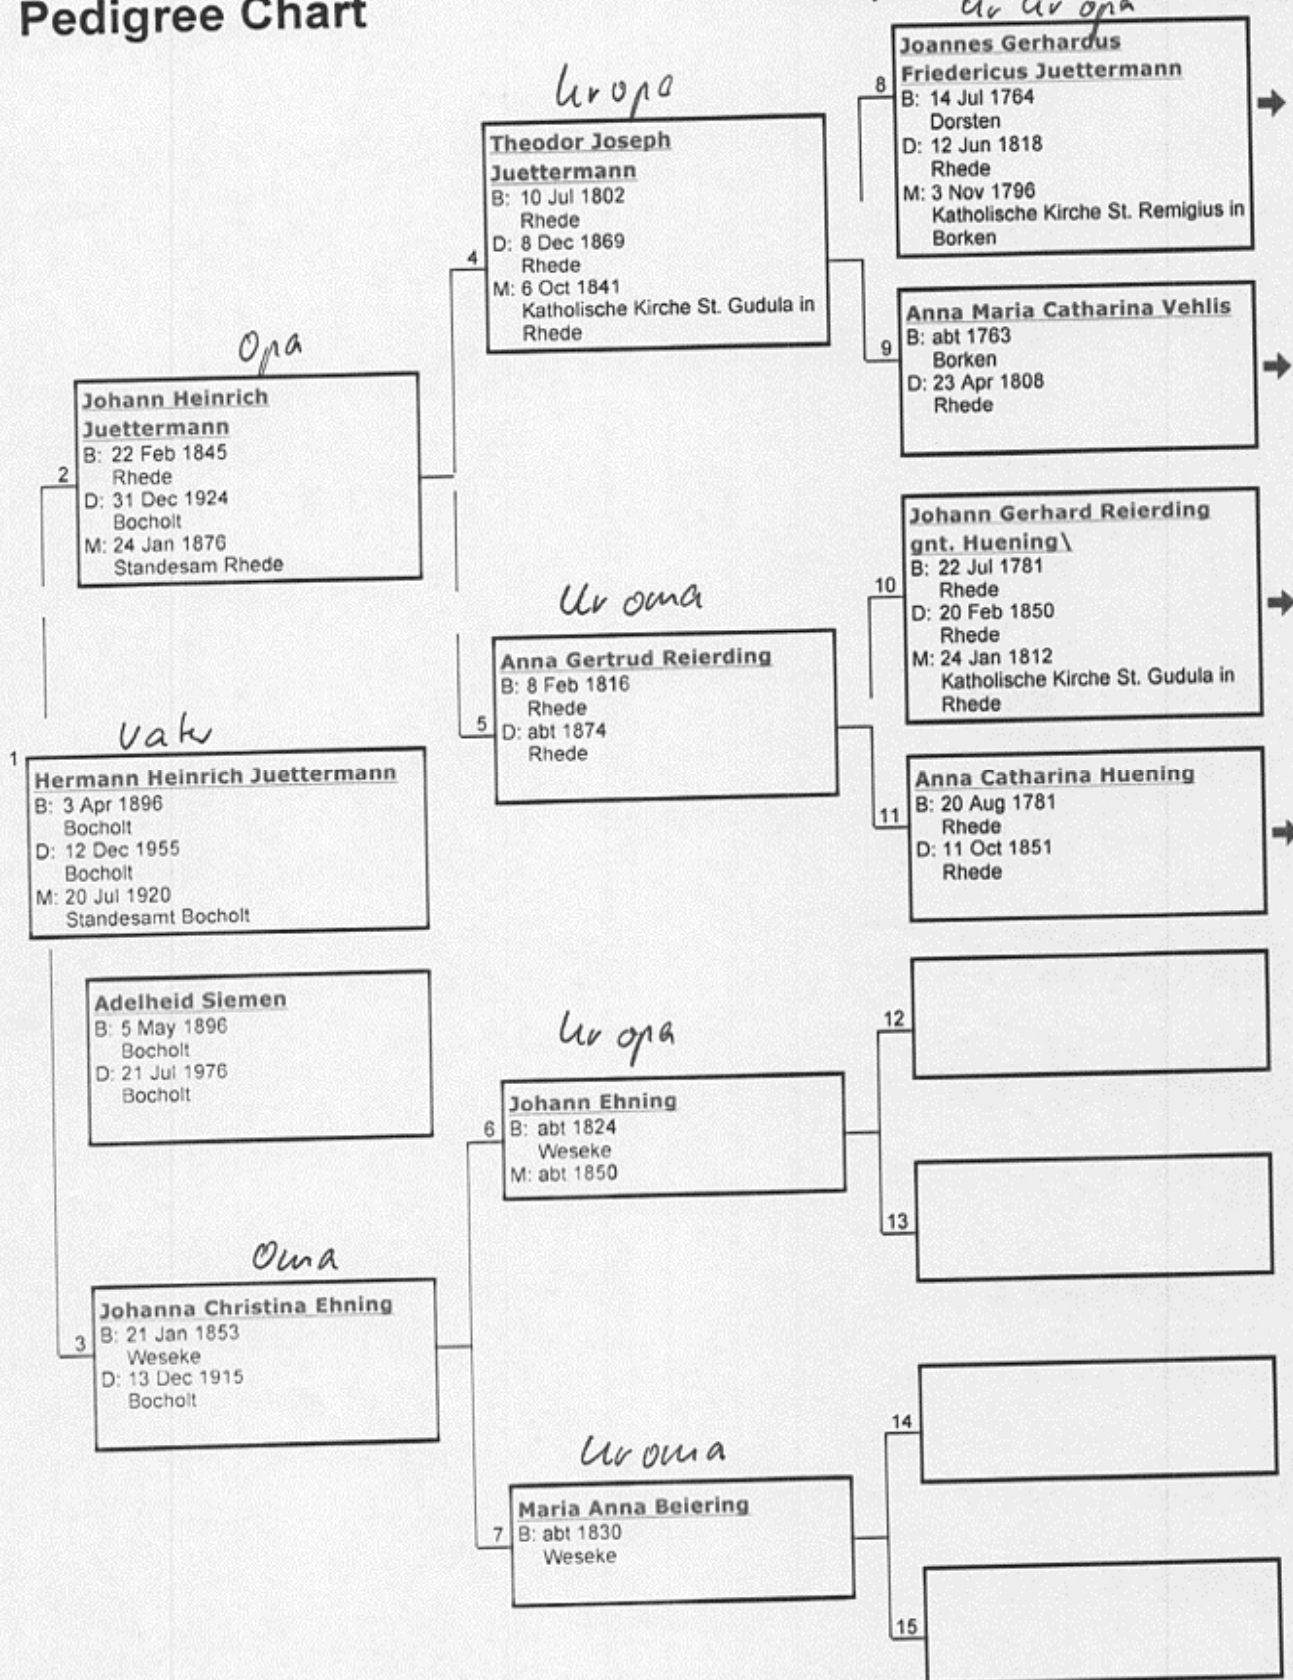 Pedigree Chart
Ur Ur opa
8
Joannes Gerhardus
Friedericus Juettermann
B: 14 Jul 1764
Dorsten
D: 12 Jun 1818
Rhede
M: 3 Nov 1796
Katholische Kirche St. Remigius in
Borken
Uropa
4
Theodor Joseph
Juettermann
B: 10 Jul 1802
Rhede
D: 8 Dec 1869
Rhede
M: 6 Oct 1841
Katholische Kirche St. Gudula in
Rhede
9
Anna Maria Catharina Vehlis
B: abt 1763
Borken
D: 23 Apr 1808
Rhede
Opa
2
Johann Heinrich
Juettermann
B: 22 Feb 1845
Rhede
D: 31 Dec 1924
Bocholt
M: 24 Jan 1876
Standesam Rhede
10
Johann Gerhard Reierding
gnt. Huening\
B: 22 Jul 1781
Rhede
D: 20 Feb 1850
Rhede
M: 24 Jan 1812
Katholische Kirche St. Gudula in
Rhede
Ur oma
5
Anna Gertrud Reierding
B: 8 Feb 1816
Rhede
D: abt 1874
Rhede
11
Anna Catharina Huening
B: 20 Aug 1781
Rhede
D: 11 Oct 1851
Rhede
Vater
1
Hermann Heinrich Juettermann
B: 3 Apr 1896
Bocholt
D: 12 Dec 1955
Bocholt
M: 20 Jul 1920
Standesamt Bocholt
Adelheid Siemen
B: 5 May 1896
Bocholt
D: 21 Jul 1976
Bocholt
12
Ur opa
6
Johann Ehning
B: abt 1824
Weseke
M: abt 1850
13
Oma
3
Johanna Christina Ehning
B: 21 Jan 1853
Weseke
D: 13 Dec 1915
Bocholt
14
Ur oma
7
Maria Anna Beiering
B: abt 1830
Weseke
15